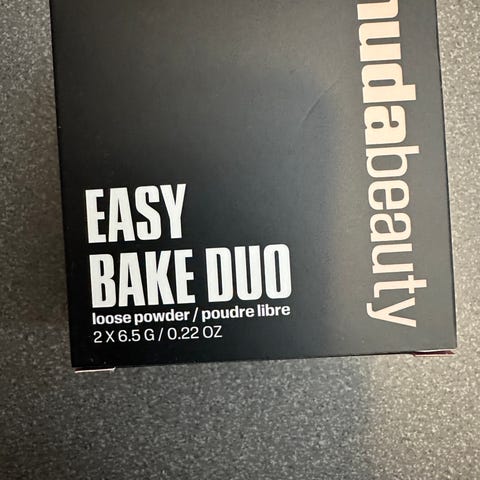 EASY
BAKE DUO
loose powder / poudre libre
2 X 6.5 G / 0.22 OZ
hudabeauty